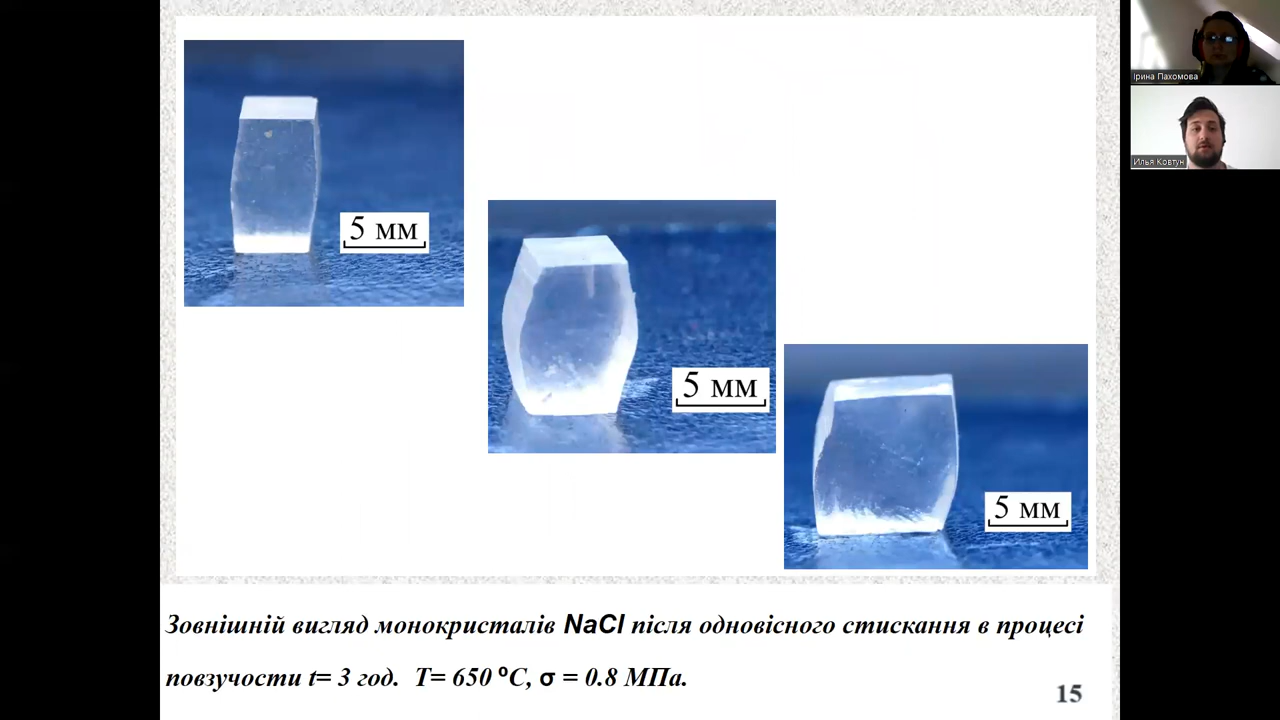 5 мм
5 мм
5 мм
Зовнішній вигляд монокристалів NaCl після одновісного стискання в процесі
повзучости t= 3 год. T= 650 ºC, σ = 0.8 МПа.
15
Ірина Пахомова
Илья Ковтун